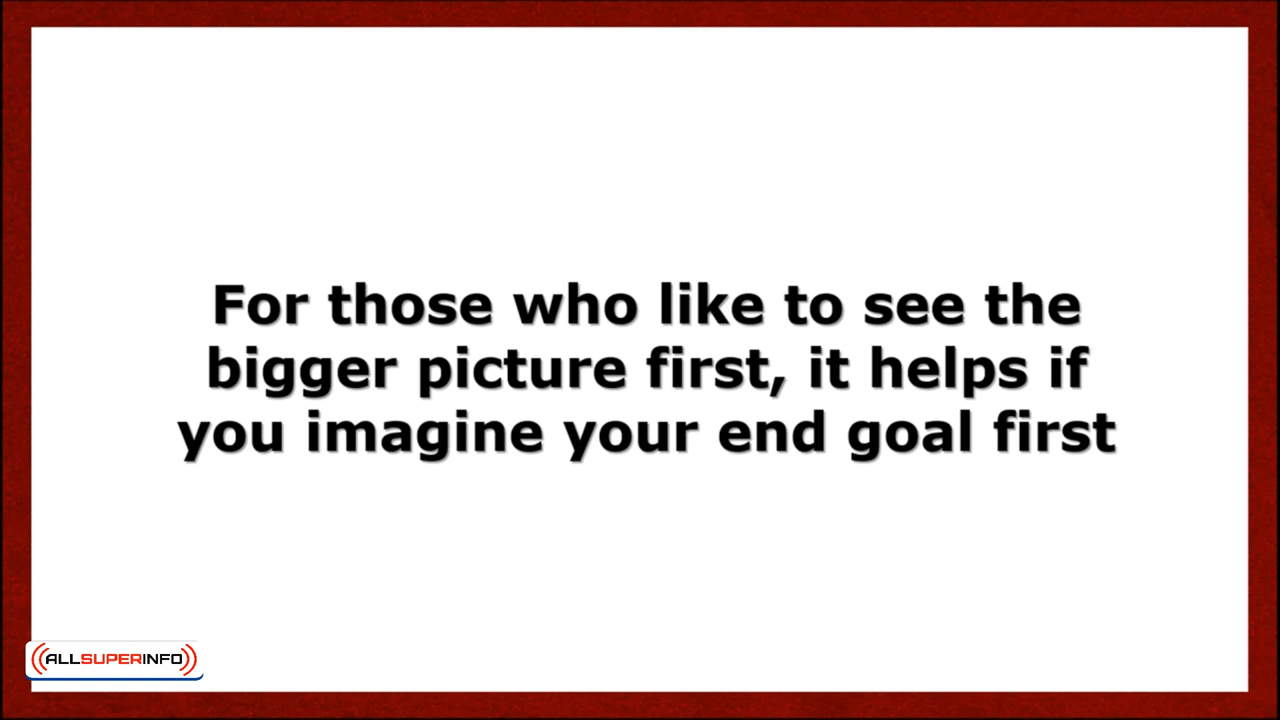 For those who like to see the
bigger picture first, it helps if
you imagine your end goal first
ALLSUPERINFO